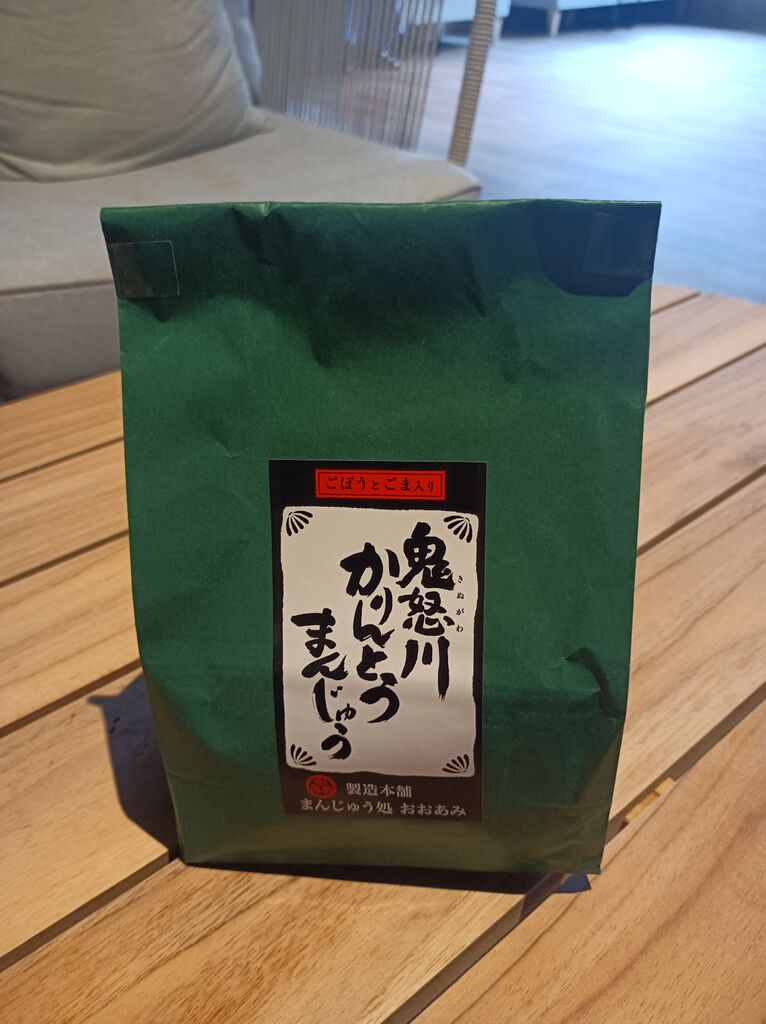 ごぼうとごま入り
鬼怒川
きぬがわ
かりんとう
まんじゅう
製造本舗
まんじゅう処 おおあみ